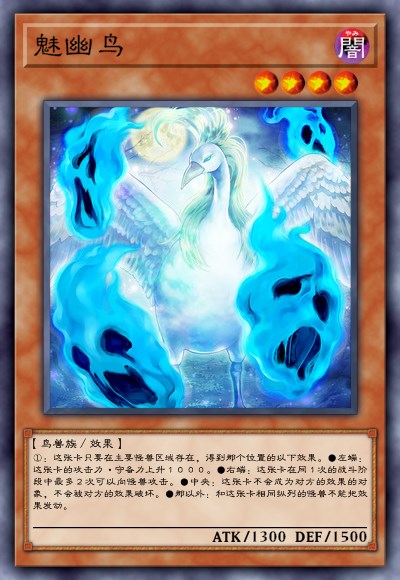 魅幽鸟
やみ
闇
【鸟兽族/效果】
①:这张卡只要在主要怪兽区域存在,得到那个位置的以下效果。●左端:
这张卡的攻击力·守备力上升1000。●右端:这张卡在同1次的战斗阶
段中最多2次可以向怪兽攻击。●中央:这张卡不会成为对方的效果的对
象,不会被对方的效果破坏。●那以外:和这张卡相同纵列的怪兽不能把效
果发动。
ATK/1300 DEF/1500